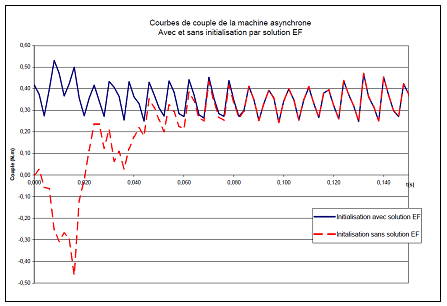 Courbes de couple de la machine asynchrone
Avec et sans initialisation par solution EF
0,60
0,50
0,40
0,30
0,20
0,10
0,00
-0,10
-0,20
-0,30
-0,40
-0,50
Couple (N.m)
0,000 0,020 0,040 0,060 0,080 0,100 0,120 0,140 t(s)
Initialisation avec solution EF
Initialisation sans solution EF